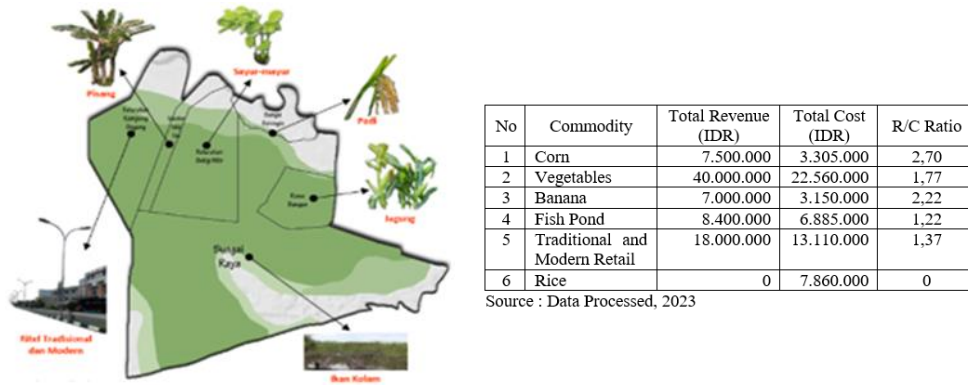 Pisang
Sayur-mayur
Padi
Jagung
Sungai
Raya
Ritel Tradisional
dan Modern
Ikan Kolam
No Commodity Total Revenue (IDR) Total Cost (IDR) R/C Ratio
1 Corn 7.500.000 3.305.000 2,70
2 Vegetables 40.000.000 22.560.000 1,77
3 Banana 7.000.000 3.150.000 2,22
4 Fish Pond 8.400.000 6.885.000 1,22
5 Traditional and Modern Retail 18.000.000 13.110.000 1,37
6 Rice 0 7.860.000 0
Source : Data Processed, 2023